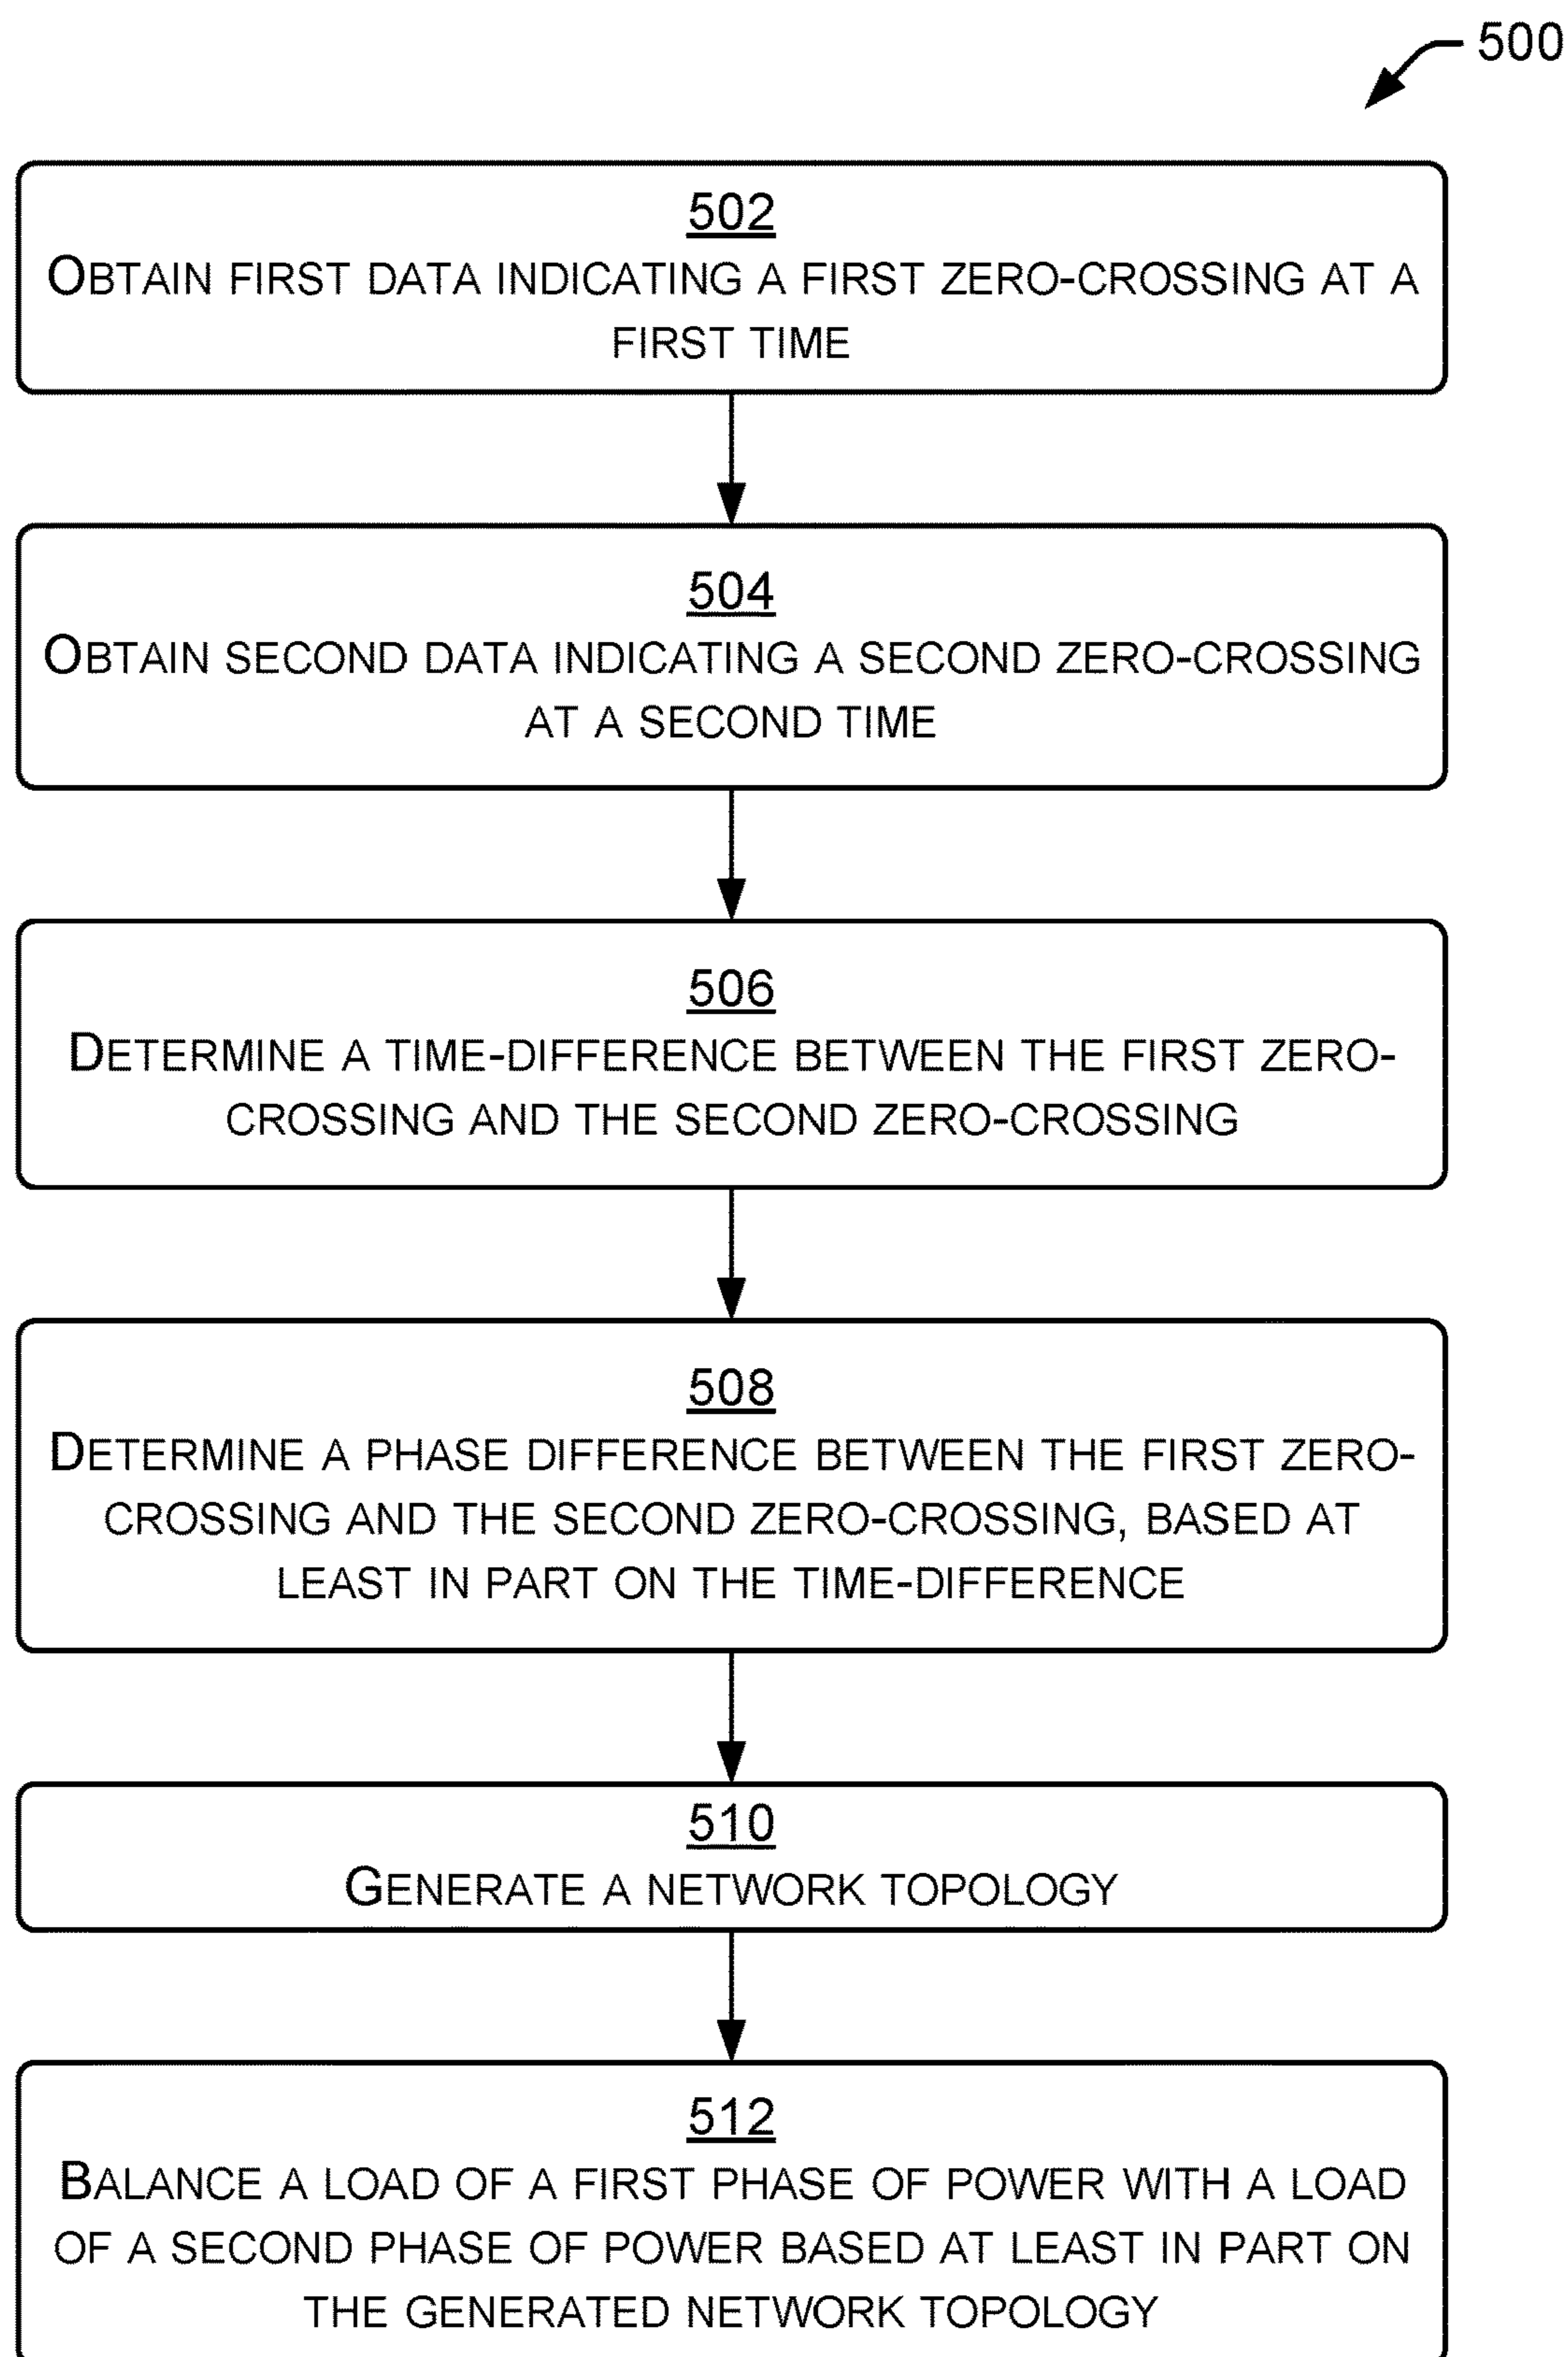 500
502
OBTAIN FIRST DATA INDICATING A FIRST ZERO-CROSSING AT A
FIRST TIME
504
OBTAIN SECOND DATA INDICATING A SECOND ZERO-CROSSING
AT A SECOND TIME
506
DETERMINE A TIME-DIFFERENCE BETWEEN THE FIRST ZERO-
CROSSING AND THE SECOND ZERO-CROSSING
508
DETERMINE A PHASE DIFFERENCE BETWEEN THE FIRST ZERO-
CROSSING AND THE SECOND ZERO-CROSSING, BASED AT
LEAST IN PART ON THE TIME-DIFFERENCE
510
GENERATE A NETWORK TOPOLOGY
512
BALANCE A LOAD OF A FIRST PHASE OF POWER WITH A LOAD
OF A SECOND PHASE OF POWER BASED AT LEAST IN PART ON
THE GENERATED NETWORK TOPOLOGY